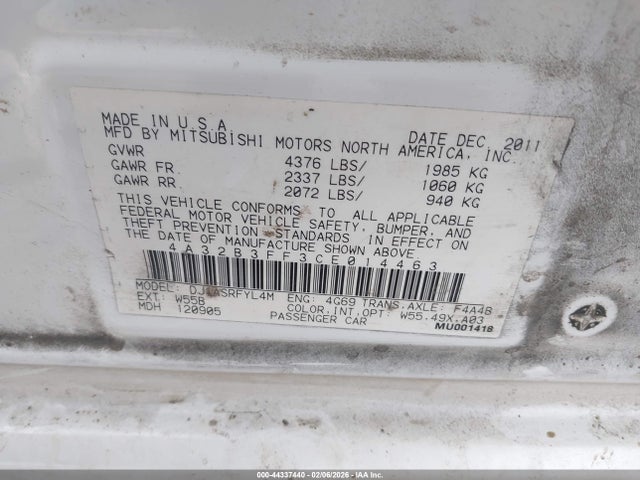 MADE IN U.S.A DATE DEC, 2011
MFD BY MITSUBISHI MOTORS NORTH AMERICA, INC.
GVWR 4376 LBS/ 1985 KG
GAWR FR. 2337 LBS/ 1060 KG
GAWR RR. 2072 LBS/ 940 KG
THIS VEHICLE CONFORMS TO ALL APPLICABLE
FEDERAL MOTOR VEHICLE SAFETY, BUMPER, AND
THEFT PREVENTION STANDARDS IN EFFECT ON
THE DATE OF MANUFACTURE SHOWN ABOVE.
4A32B3FF3CE014463
MODEL: ENG: 4G69 TRANS.AXLE: F4A4B
EXT: W55B COLOR,INT,OPT: W55.49X.A03
MDH 120905 PASSENGER CAR MU001418
000-44337440 - 02/06/2026 - IAA Inc.